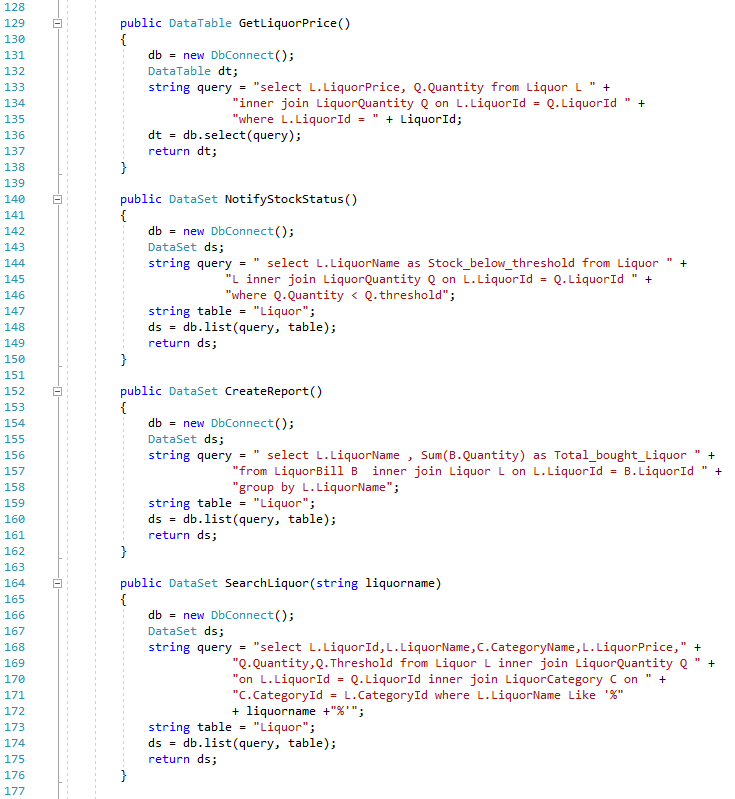 128
129 public DataTable GetLiquorPrice()
130 {
131 db = new DbConnect();
132 DataTable dt;
133 string query = "select L.LiquorPrice, Q.Quantity from Liquor L " +
134 "inner join LiquorQuantity Q on L.LiquorId = Q.LiquorId " +
135 "where L.LiquorId = " + LiquorId;
136 dt = db.select(query);
137 return dt;
138 }
139
140 public DataSet NotifyStockStatus()
141 {
142 db = new DbConnect();
143 DataSet ds;
144 string query = " select L.LiquorName as Stock_below_threshold from Liquor " +
145 "L inner join LiquorQuantity Q on L.LiquorId = Q.LiquorId " +
146 "where Q.Quantity < Q.threshold";
147 string table = "Liquor";
148 ds = db.list(query, table);
149 return ds;
150 }
151
152 public DataSet CreateReport()
153 {
154 db = new DbConnect();
155 DataSet ds;
156 string query = " select L.LiquorName , Sum(B.Quantity) as Total_bought_Liquor " +
157 "from LiquorBill B  inner join Liquor L on L.LiquorId = B.LiquorId " +
158 "group by L.LiquorName";
159 string table = "Liquor";
160 ds = db.list(query, table);
161 return ds;
162 }
163
164 public DataSet SearchLiquor(string liquorname)
165 {
166 db = new DbConnect();
167 DataSet ds;
168 string query = "select L.LiquorId,L.LiquorName,C.CategoryName,L.LiquorPrice," +
169 "Q.Quantity,Q.Threshold from Liquor L inner join LiquorQuantity Q " +
170 "on L.LiquorId = Q.LiquorId inner join LiquorCategory C on " +
171 "C.CategoryId = L.CategoryId where L.LiquorName Like '%"
172 + liquorname +"%'";
173 string table = "Liquor";
174 ds = db.list(query, table);
175 return ds;
176 }
177